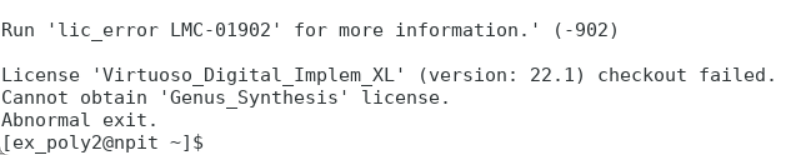 Run 'lic_error LMC-01902' for more information.' (-902)
License 'Virtuoso_Digital_Implem_XL' (version: 22.1) checkout failed.
Cannot obtain 'Genus_Synthesis' license.
Abnormal exit.
[ex_poly2@npit ~]$